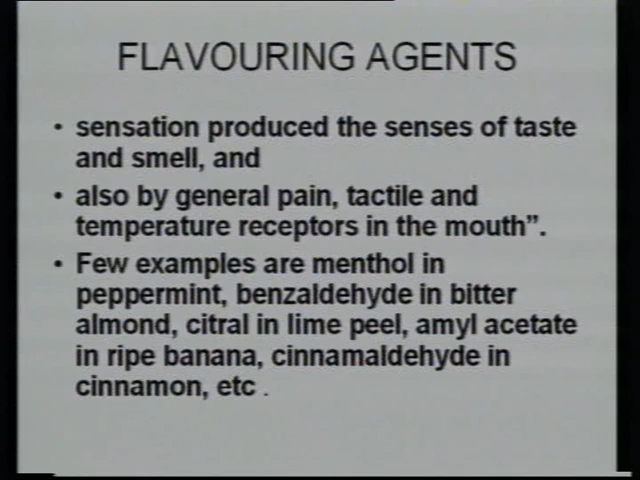 FLAVOURING AGENTS
• sensation produced the senses of taste
and smell, and
• also by general pain, tactile and
temperature receptors in the mouth”.
• Few examples are menthol in
peppermint, benzaldehyde in bitter
almond, citral in lime peel, amyl acetate
in ripe banana, cinnamaldehyde in
cinnamon, etc .